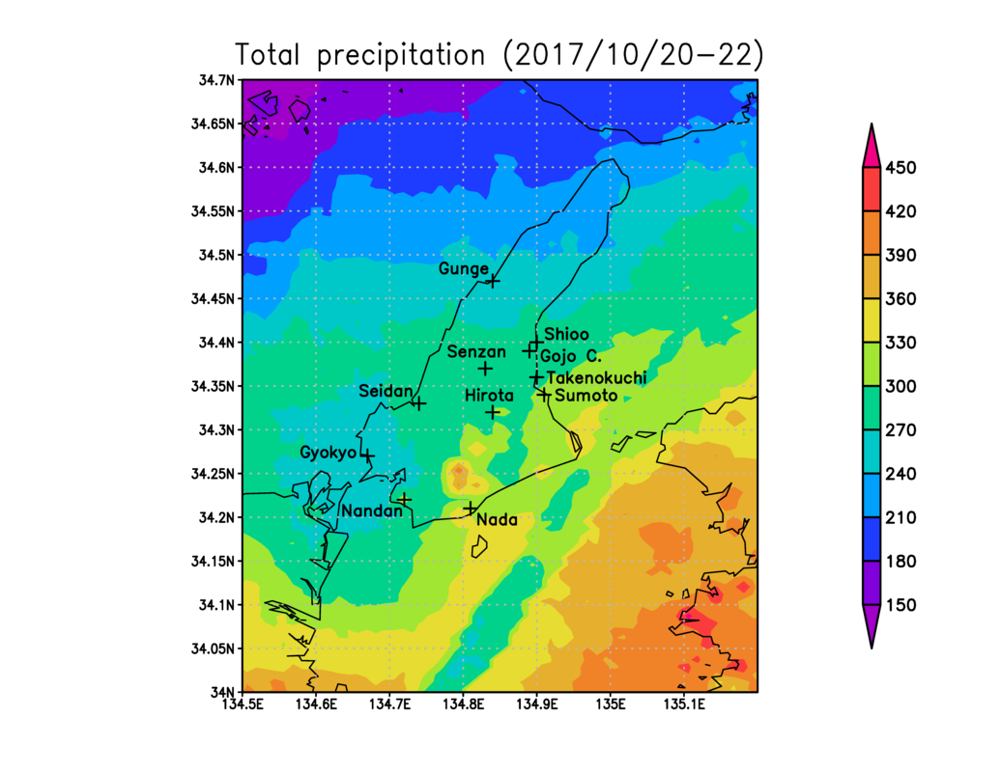 Total precipitation (2017/10/20-22)
34.7N
34.65N
34.6N
34.55N
34.5N
34.45N
34.4N
34.35N
34.3N
34.25N
34.2N
34.15N
34.1N
34.05N
34N
134.5E 134.6E 134.7E 134.8E 134.9E 135E 135.1E
Gunge
Shioo
Gojo C.
Senzan
Takenokuchi
Seidan
Hirota
Sumoto
Gyokyo
Nandan
Nada
450
420
390
360
330
300
270
240
210
180
150